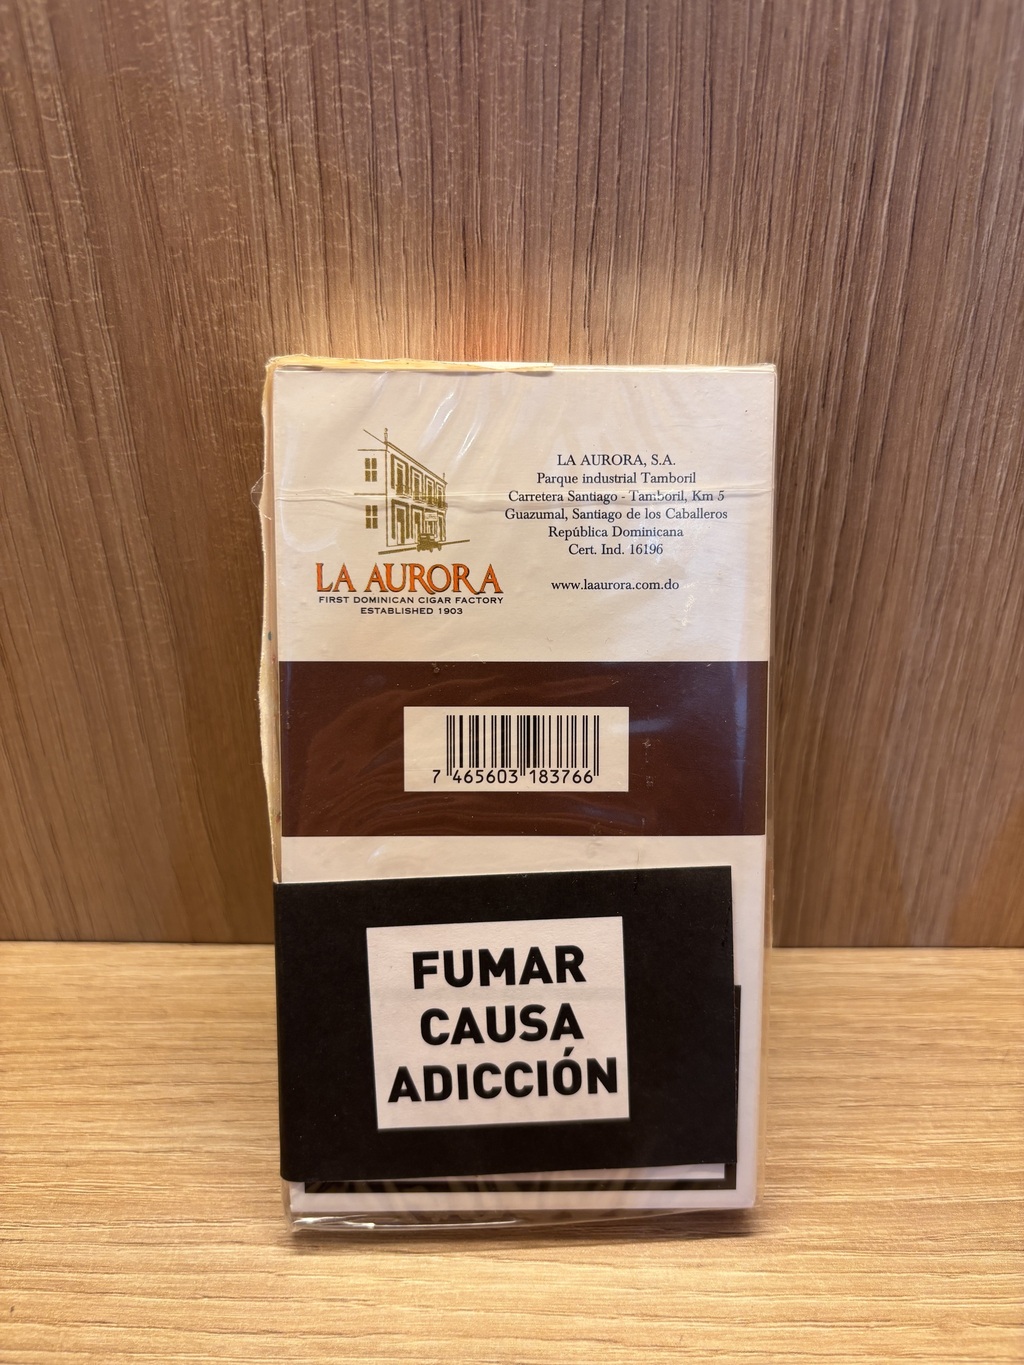 LA AURORA
FIRST DOMINICAN CIGAR FACTORY
ESTABLISHED 1903
LA AURORA, S.A.
Parque industrial Tamboril
Carretera Santiago - Tamboril, Km 5
Guazumal, Santiago de los Caballeros
República Dominicana
Cert. Ind. 16196
www.laaurora.com.do
7 465603 183766
FUMAR
CAUSA
ADICCIÓN